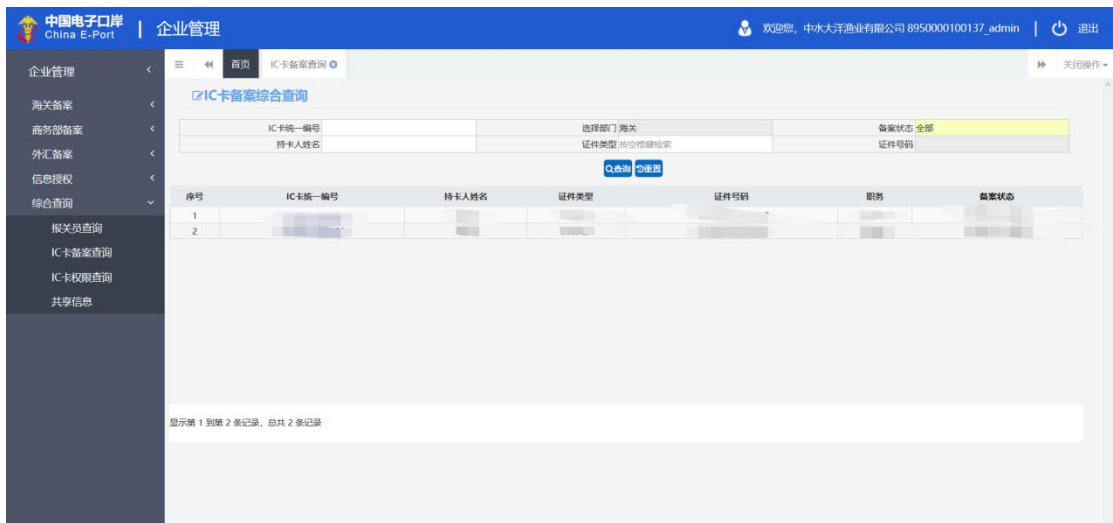 中国电子口岸
China E-Port
企业管理
欢迎您，中水大洋渔业有限公司 8950000100137_admin
退出
企业管理
首页
IC卡备案查询
关闭操作
海关备案
商务部备案
外汇备案
信息授权
综合查询
报关员查询
IC卡备案查询
IC卡权限查询
共享信息
IC卡备案综合查询
IC卡统一编号 选择部门 海关 备案状态 全部
持卡人姓名 证件类型 按空格键检索 证件号码
查询 重置
序号 IC卡统一编号 持卡人姓名 证件类型 证件号码 职务 备案状态
1
2
显示第 1 到第 2 条记录，总共 2 条记录